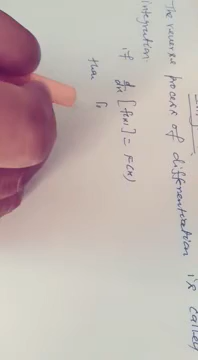 The reverse process of differentiation is called
integration
if d/dx [f(x)] = F(x)
then